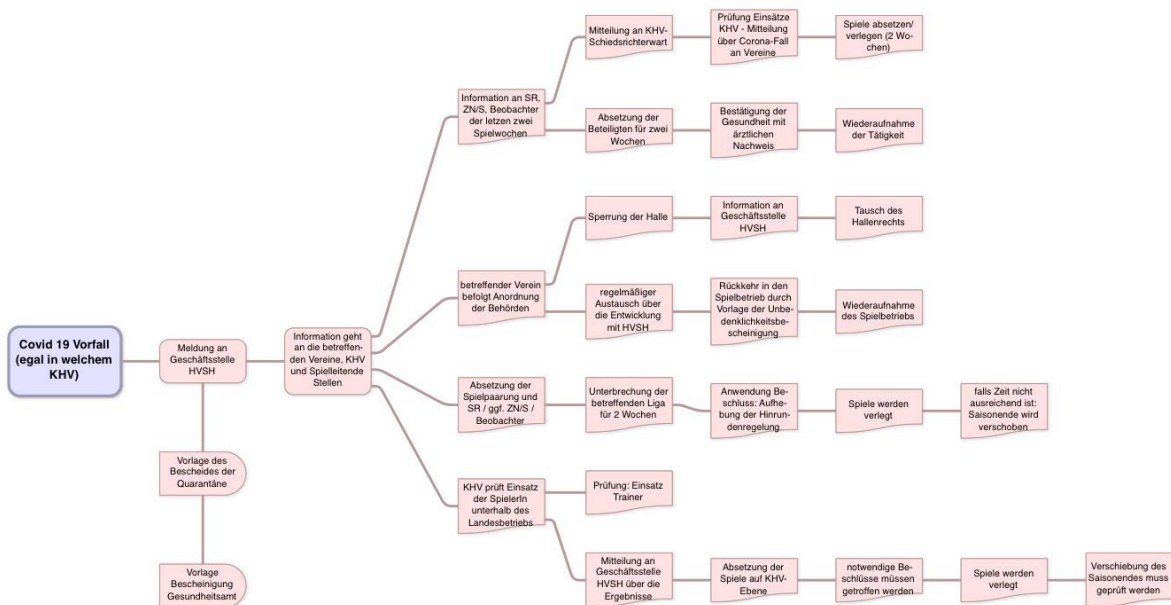 Covid 19 Vorfall
(egal in welchem
KHV)
Meldung an
Geschäftsstelle
HVSH
Vorlage des
Bescheides der
Quarantäne
Vorlage
Bescheinigung
Gesundheitsamt
Information geht
an die betreffen-
den Vereine, KHV
und Spielleitende
Stellen
Information an SR,
ZN/S, Beobachter
der letzen zwei
Spielwochen
Mitteilung an KHV-
Schiedsrichterwart
Prüfung Einsätze
KHV - Mitteilung
über Corona-Fall
an Vereine
Spiele absetzen/
verlegen (2 Wo-
chen)
Absetzung der
Beteiligten für zwei
Wochen
Bestätigung der
Gesundheit mit
ärztlichen
Nachweis
Wiederaufnahme
der Tätigkeit
betreffender Verein
befolgt Anordnung
der Behörden
Sperrung der Halle
Information an
Geschäftsstelle
HVSH
Tausch des
Hallenrechts
regelmäßiger
Austausch über
die Entwicklung
mit HVSH
Rückkehr in den
Spielbetrieb durch
Vorlage der Unbe-
denklichkeitsbe-
scheinigung
Wiederaufnahme
des Spielbetriebs
Absetzung der
Spielpaarung und
SR / ggf. ZN/S /
Beobachter
Unterbrechung der
betreffenden Liga
für 2 Wochen
Anwendung Be-
schluss: Aufhe-
bung der Hinrun-
denregelung
Spiele werden
verlegt
falls Zeit nicht
ausreichend ist:
Saisonende wird
verschoben
KHV prüft Einsatz
der SpielerIn
unterhalb des
Landesbetriebs
Prüfung: Einsatz
Trainer
Mitteilung an
Geschäftsstelle
HVSH über die
Ergebnisse
Absetzung der
Spiele auf KHV-
Ebene
notwendige Be-
schlüsse müssen
getroffen werden
Spiele werden
verlegt
Verschiebung des
Saisonendes muss
geprüft werden